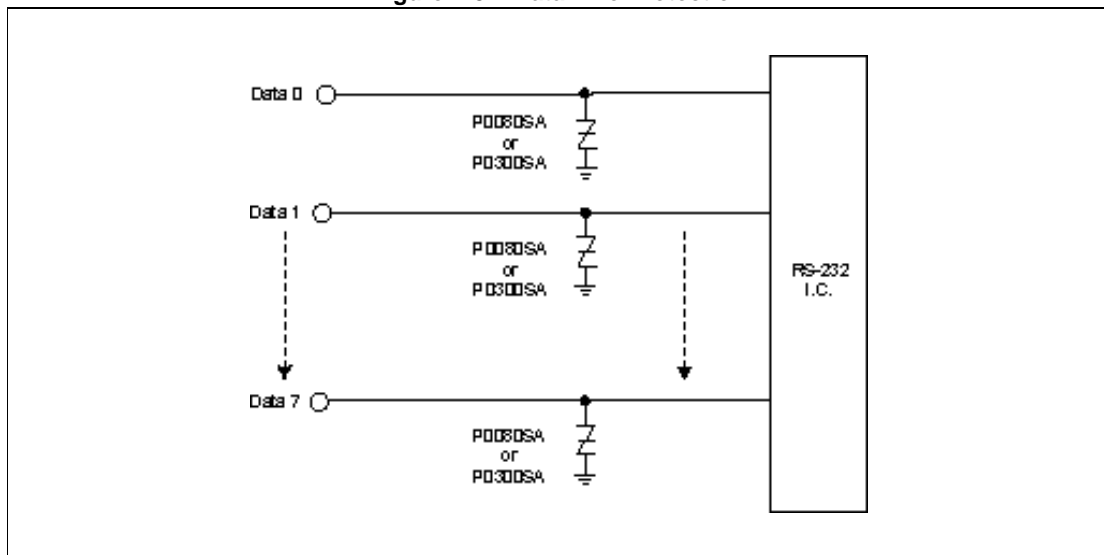 Data 0
P0080SA
or
P0300SA
Data 1
P0080SA
or
P0300SA
RS-232
I.C.
Data 7
P0080SA
or
P0300SA